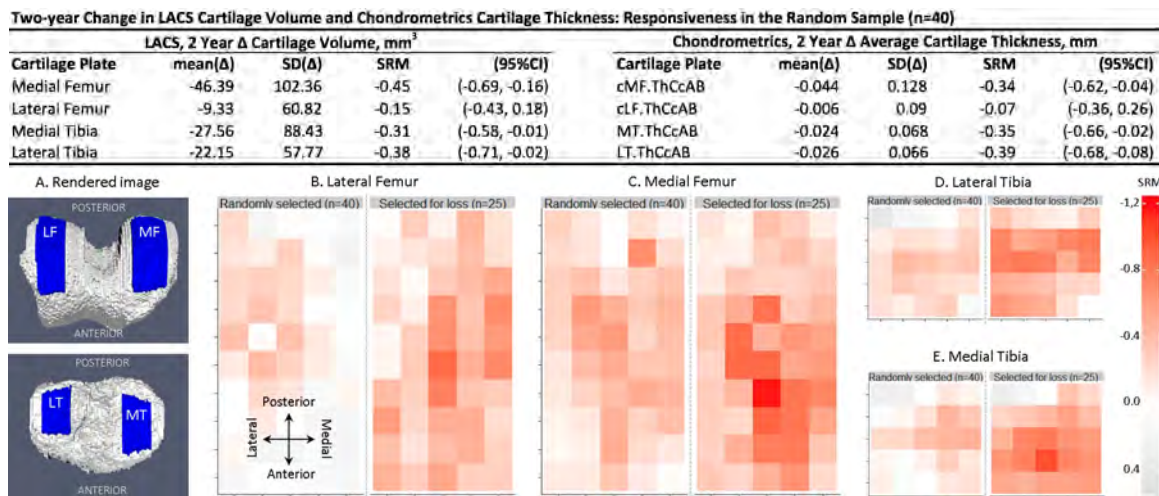 Two-year Change in LACS Cartilage Volume and Chondrometrics Cartilage Thickness: Responsiveness in the Random Sample (n=40)
LACS, 2 Year Δ Cartilage Volume, mm³ Chondrometrics, 2 Year Δ Average Cartilage Thickness, mm
Cartilage Plate mean(Δ) SD(Δ) SRM (95%CI) Cartilage Plate mean(Δ) SD(Δ) SRM (95%CI)
Medial Femur -46.39 102.36 -0.45 (-0.69, -0.16) cMF.ThCcAB -0.044 0.128 -0.34 (-0.62, -0.04)
Lateral Femur -9.33 60.82 -0.15 (-0.43, 0.18) cLF.ThCcAB -0.006 0.09 -0.07 (-0.36, 0.26)
Medial Tibia -27.56 88.43 -0.31 (-0.58, -0.01) MT.ThCcAB -0.024 0.068 -0.35 (-0.66, -0.02)
Lateral Tibia -22.15 57.77 -0.38 (-0.71, -0.02) LT.ThCcAB -0.026 0.066 -0.39 (-0.68, -0.08)
A. Rendered image
POSTERIOR
LF MF
ANTERIOR
POSTERIOR
LT MT
ANTERIOR
B. Lateral Femur
Randomly selected (n=40) Selected for loss (n=25)
Posterior
Lateral Medial
Anterior
C. Medial Femur
Randomly selected (n=40) Selected for loss (n=25)
D. Lateral Tibia
Randomly selected (n=40) Selected for loss (n=25)
E. Medial Tibia
Randomly selected (n=40) Selected for loss (n=25)
SRM
-1.2
-0.8
-0.4
0.0
0.4